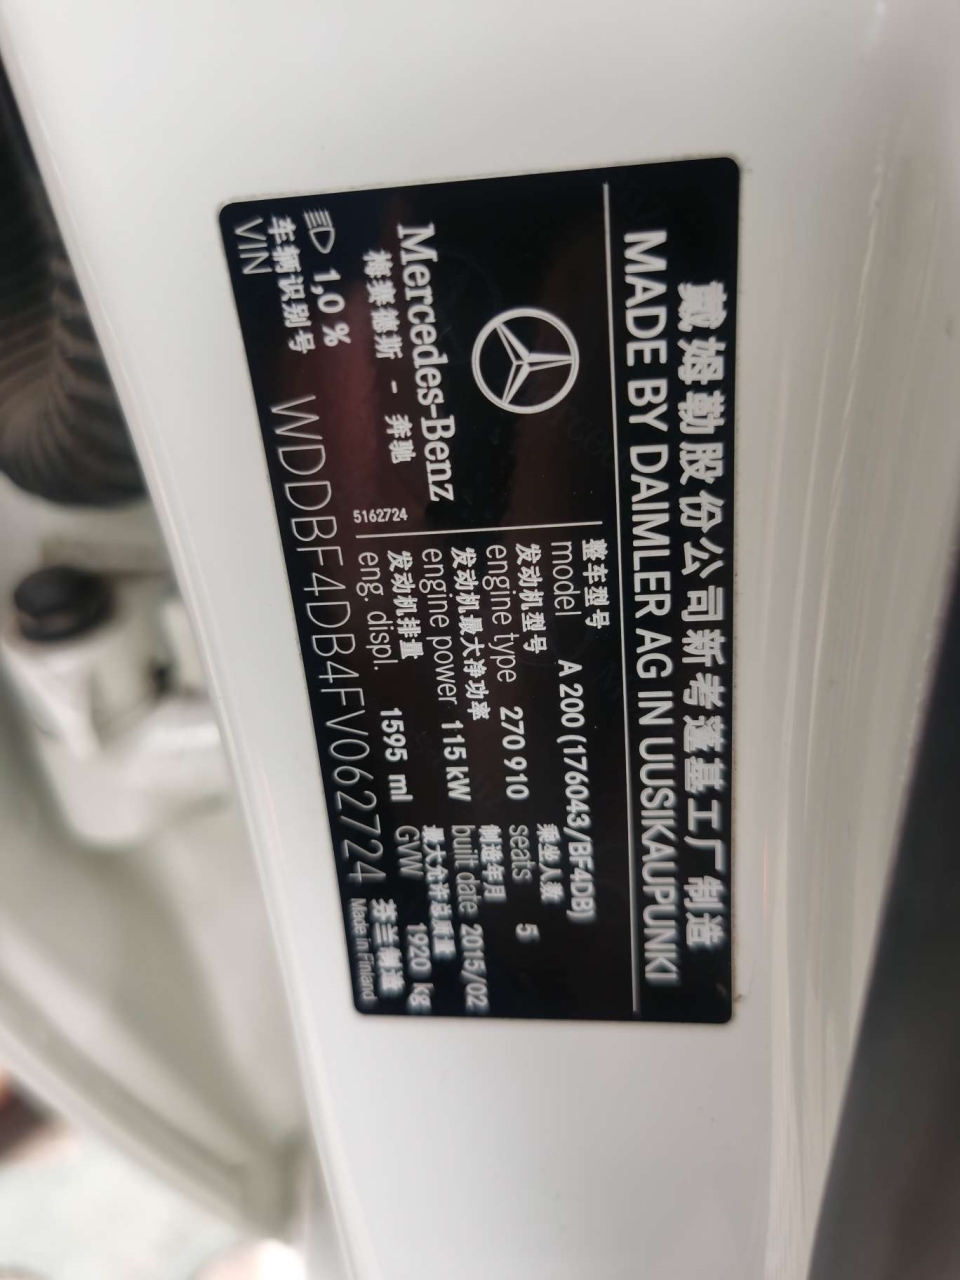 戴姆勒股份公司新考蓬基工厂制造
MADE BY DAIMLER AG IN UUSIKAUPUNKI
Mercedes-Benz
梅赛德斯 - 奔驰
1,0 %
5162724
整车型号
model A 200 (176043/BF4DB)
发动机型号 乘坐人数
engine type 270 910 seats 5
发动机最大净功率 制造年月
engine power 115 kW built date 2015/02
发动机排量 最大允许总质量
eng. displ. 1595 ml GVW 1920 kg
车辆识别号
VIN WDDBF4DB4FV062724
芬兰制造
Made in Finland